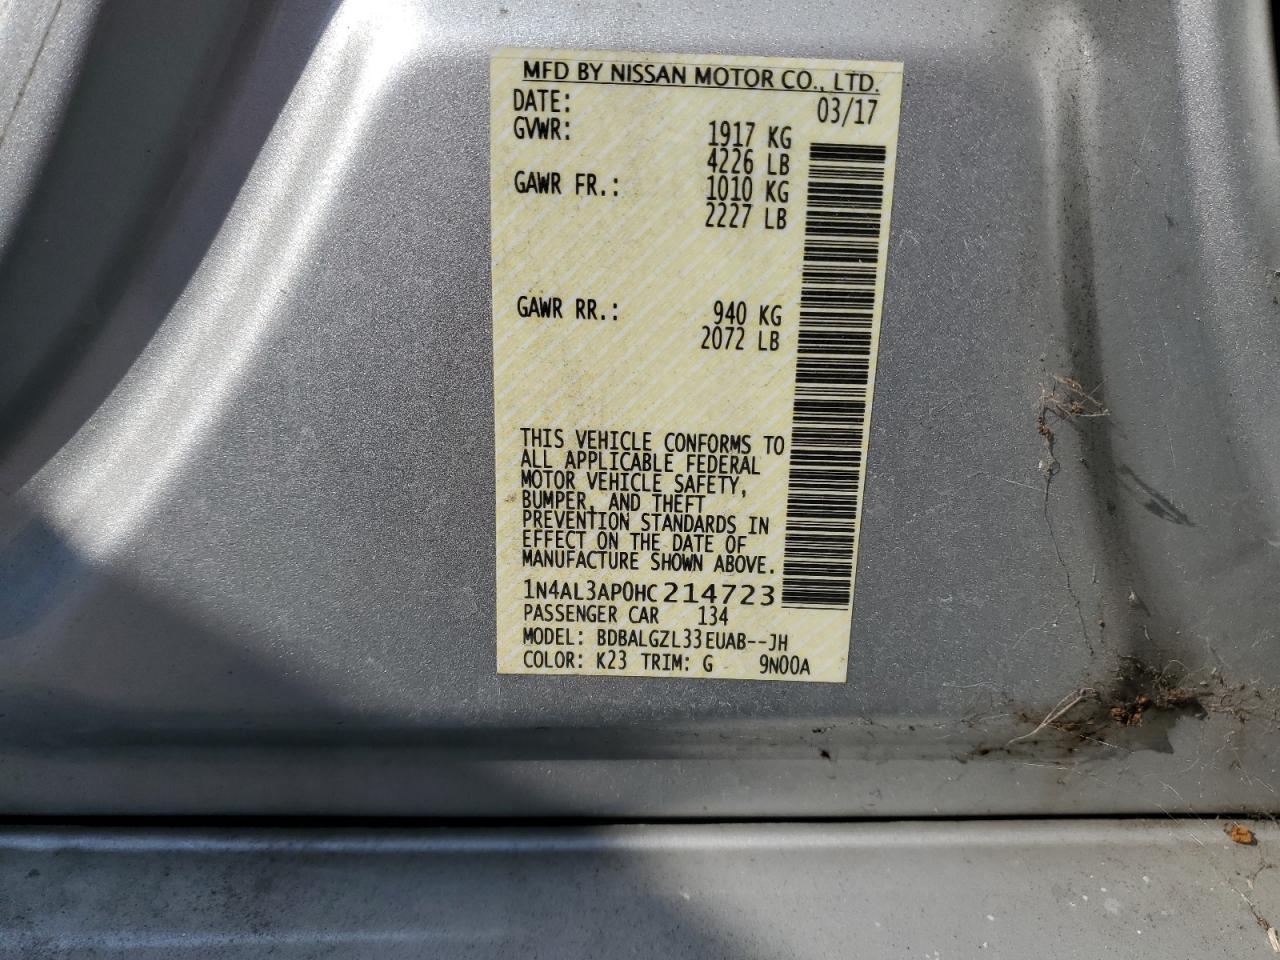 MFD BY NISSAN MOTOR CO., LTD.
DATE: 03/17
GVWR: 1917 KG
4226 LB
GAWR FR.: 1010 KG
2227 LB
GAWR RR.: 940 KG
2072 LB
THIS VEHICLE CONFORMS TO
ALL APPLICABLE FEDERAL
MOTOR VEHICLE SAFETY,
BUMPER, AND THEFT
PREVENTION STANDARDS IN
EFFECT ON THE DATE OF
MANUFACTURE SHOWN ABOVE.
1N4AL3AP0HC214723
PASSENGER CAR 134
MODEL: BDBALGZL33EUAB--JH
COLOR: K23 TRIM: G 9N00A